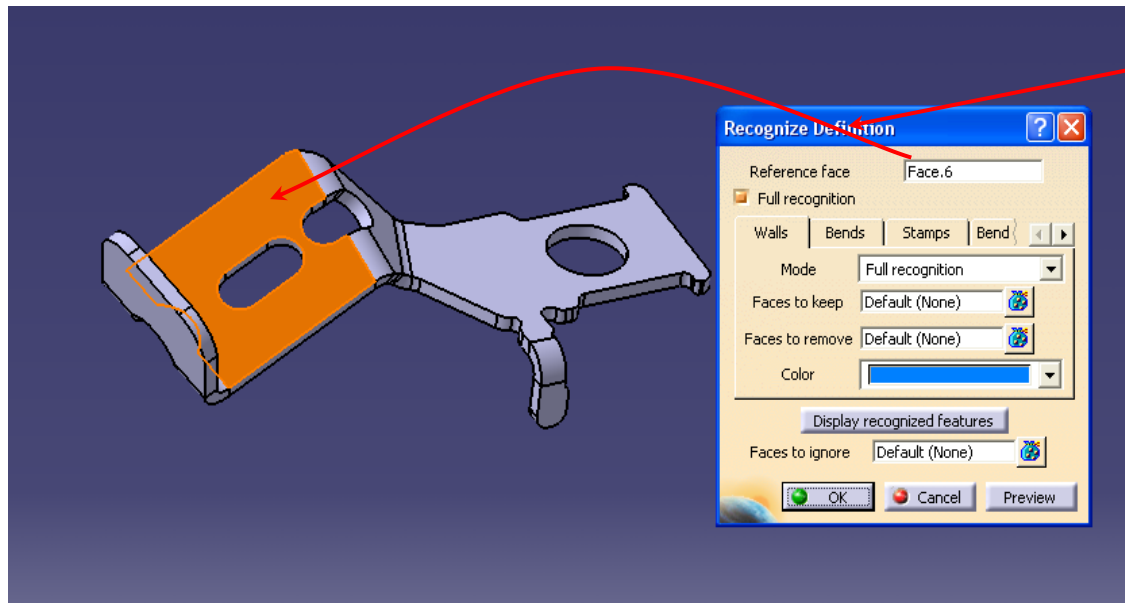 Recognize Definition
Reference face Face.6
Full recognition
Walls Bends Stamps Bend
Mode Full recognition
Faces to keep Default (None)
Faces to remove Default (None)
Color
Display recognized features
Faces to ignore Default (None)
OK Cancel Preview